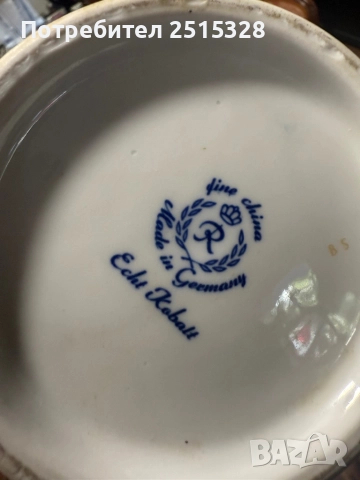 Потребител 2515328
fine china
R
Made in Germany
Echt Kobalt
B5
BAZAR